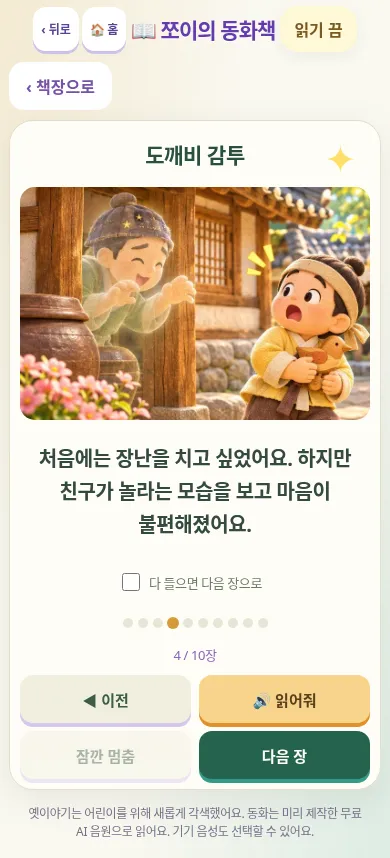 ‹ 뒤로 🏠 홈 📖 쪼이의 동화책 읽기 끔
‹ 책장으로
도깨비 감투
처음에는 장난을 치고 싶었어요. 하지만
친구가 놀라는 모습을 보고 마음이
불편해졌어요.
다 들으면 다음 장으로
4 / 10장
◀ 이전 🔊 읽어줘
잠깐 멈춤 다음 장
옛이야기는 어린이를 위해 새롭게 각색했어요. 동화는 미리 제작한 무료
AI 음원으로 읽어요. 기기 음성도 선택할 수 있어요.